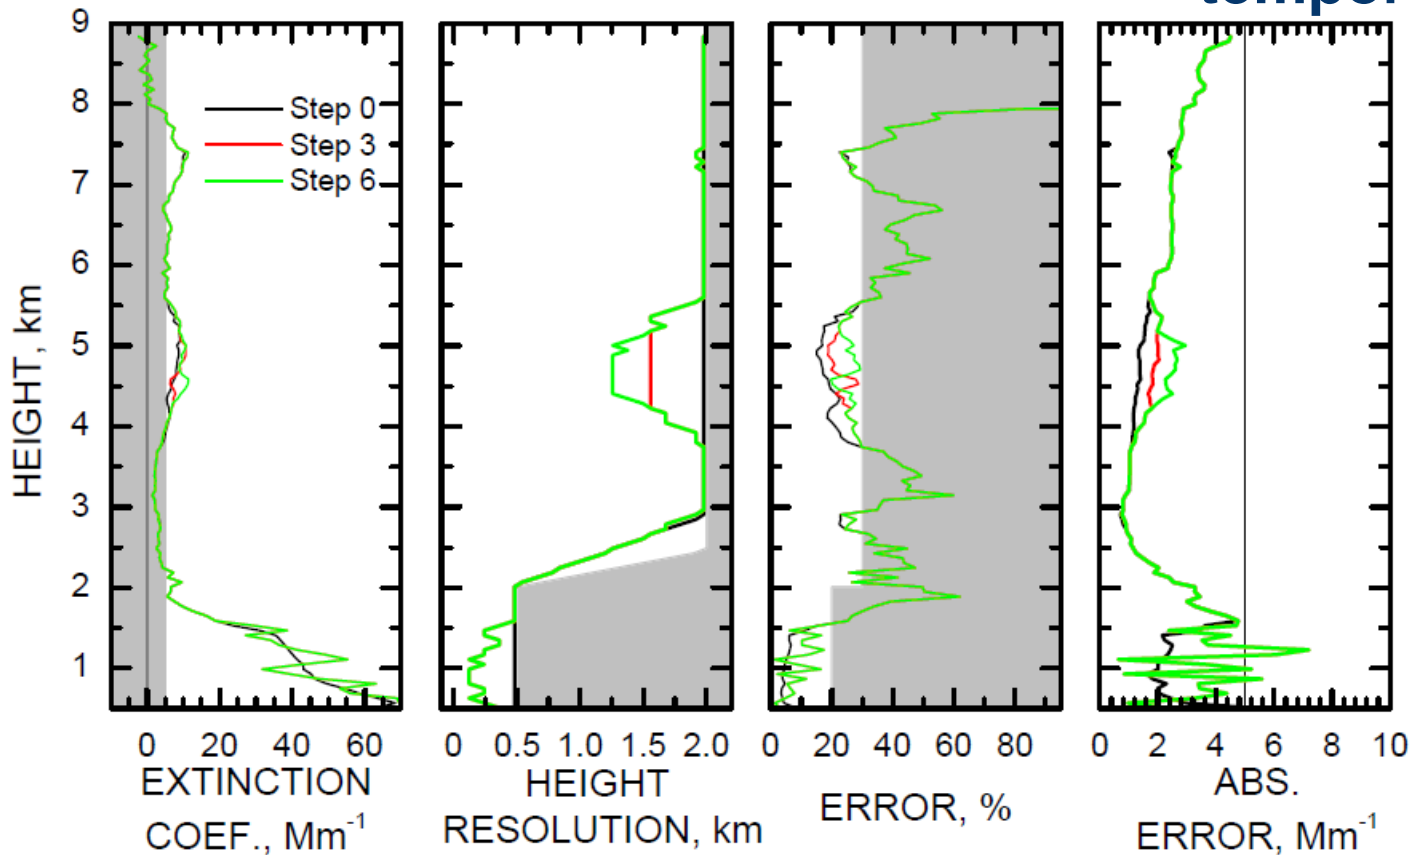 HEIGHT, km
9
8
7
6
5
4
3
2
1
Step 0
Step 3
Step 6
0 20 40 60
0 0.5 1.0 1.5 2.0
0 20 40 60 80
0 2 4 6 8 10
EXTINCTION
COEF., Mm-1
HEIGHT
RESOLUTION, km
ERROR, %
ABS.
ERROR, Mm-1